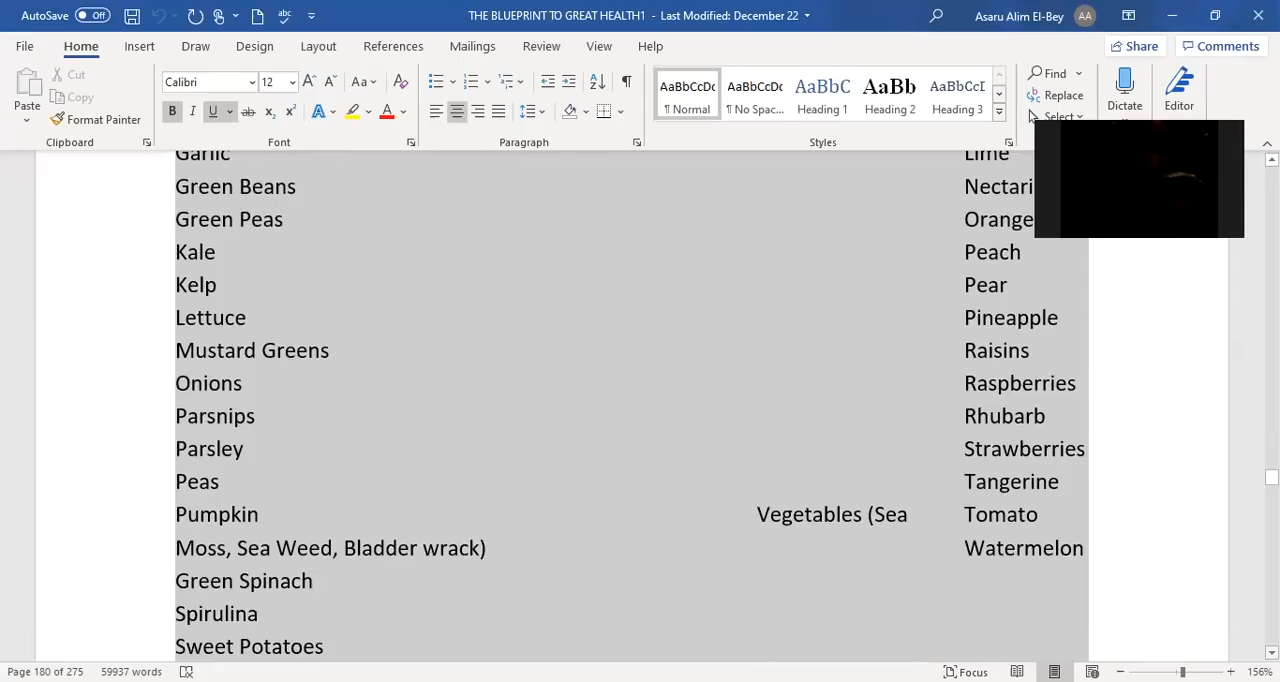 AutoSave Off
THE BLUEPRINT TO GREAT HEALTH1 - Last Modified: December 22
Asaru Alim El-Bey AA
File Home Insert Draw Design Layout References Mailings Review View Help
Share Comments
Paste
Cut
Copy
Format Painter
Clipboard
Calibri 12
Font
Paragraph
AaBbCcDc AaBbCcDc AaBbC AaBb AaBbCcI
¶ Normal ¶ No Spac... Heading 1 Heading 2 Heading 3
Styles
Find
Replace
Select
Dictate
Editor
Garlic
Green Beans
Green Peas
Kale
Kelp
Lettuce
Mustard Greens
Onions
Parsnips
Parsley
Peas
Pumpkin Vegetables (Sea
Moss, Sea Weed, Bladder wrack)
Green Spinach
Spirulina
Sweet Potatoes
Lime
Nectari
Orange
Peach
Pear
Pineapple
Raisins
Raspberries
Rhubarb
Strawberries
Tangerine
Tomato
Watermelon
Page 180 of 275 59937 words
Focus
156%